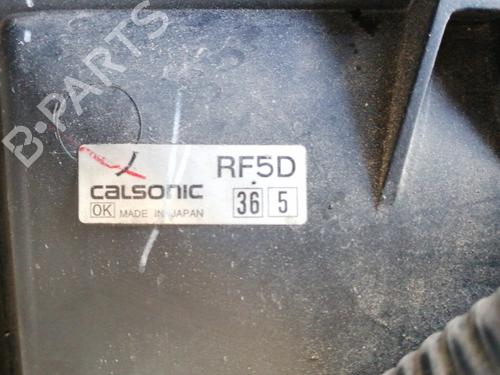 B-PARTS
RF5D
CALSONIC
36 5
OK MADE IN JAPAN